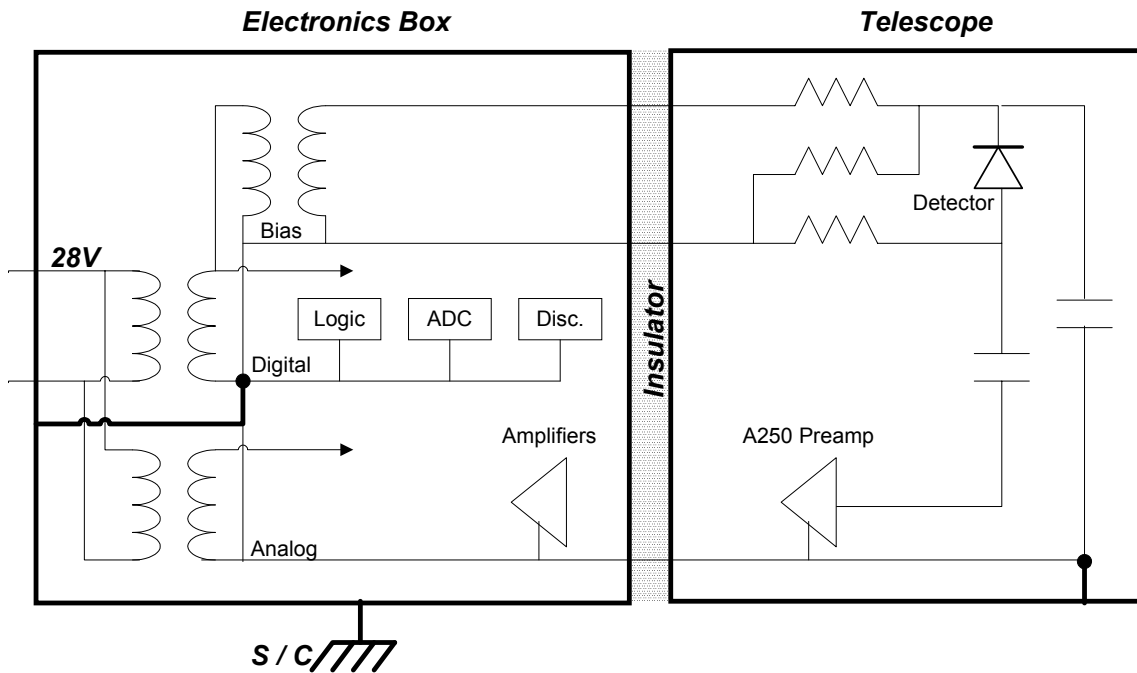 Electronics Box
Telescope
28V
Bias
Detector
Logic
ADC
Disc.
Insulator
Digital
Amplifiers
A250 Preamp
Analog
S / C